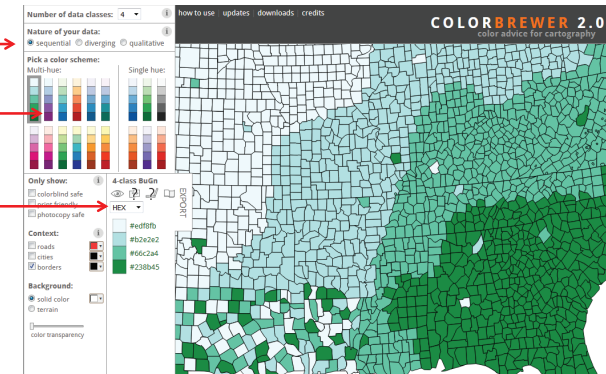 Number of data classes: 4
i
how to use | updates | downloads | credits
COLORBREWER 2.0
color advice for cartography
Nature of your data:
i
sequential diverging qualitative
Pick a color scheme:
Multi-hue: Single hue:
Only show:
i
colorblind safe
print friendly
photocopy safe
4-class BuGn
HEX
EXPORT
#edf8fb
#b2e2e2
#66c2a4
#238b45
Context:
i
roads
cities
borders
Background:
solid color
terrain
color transparency